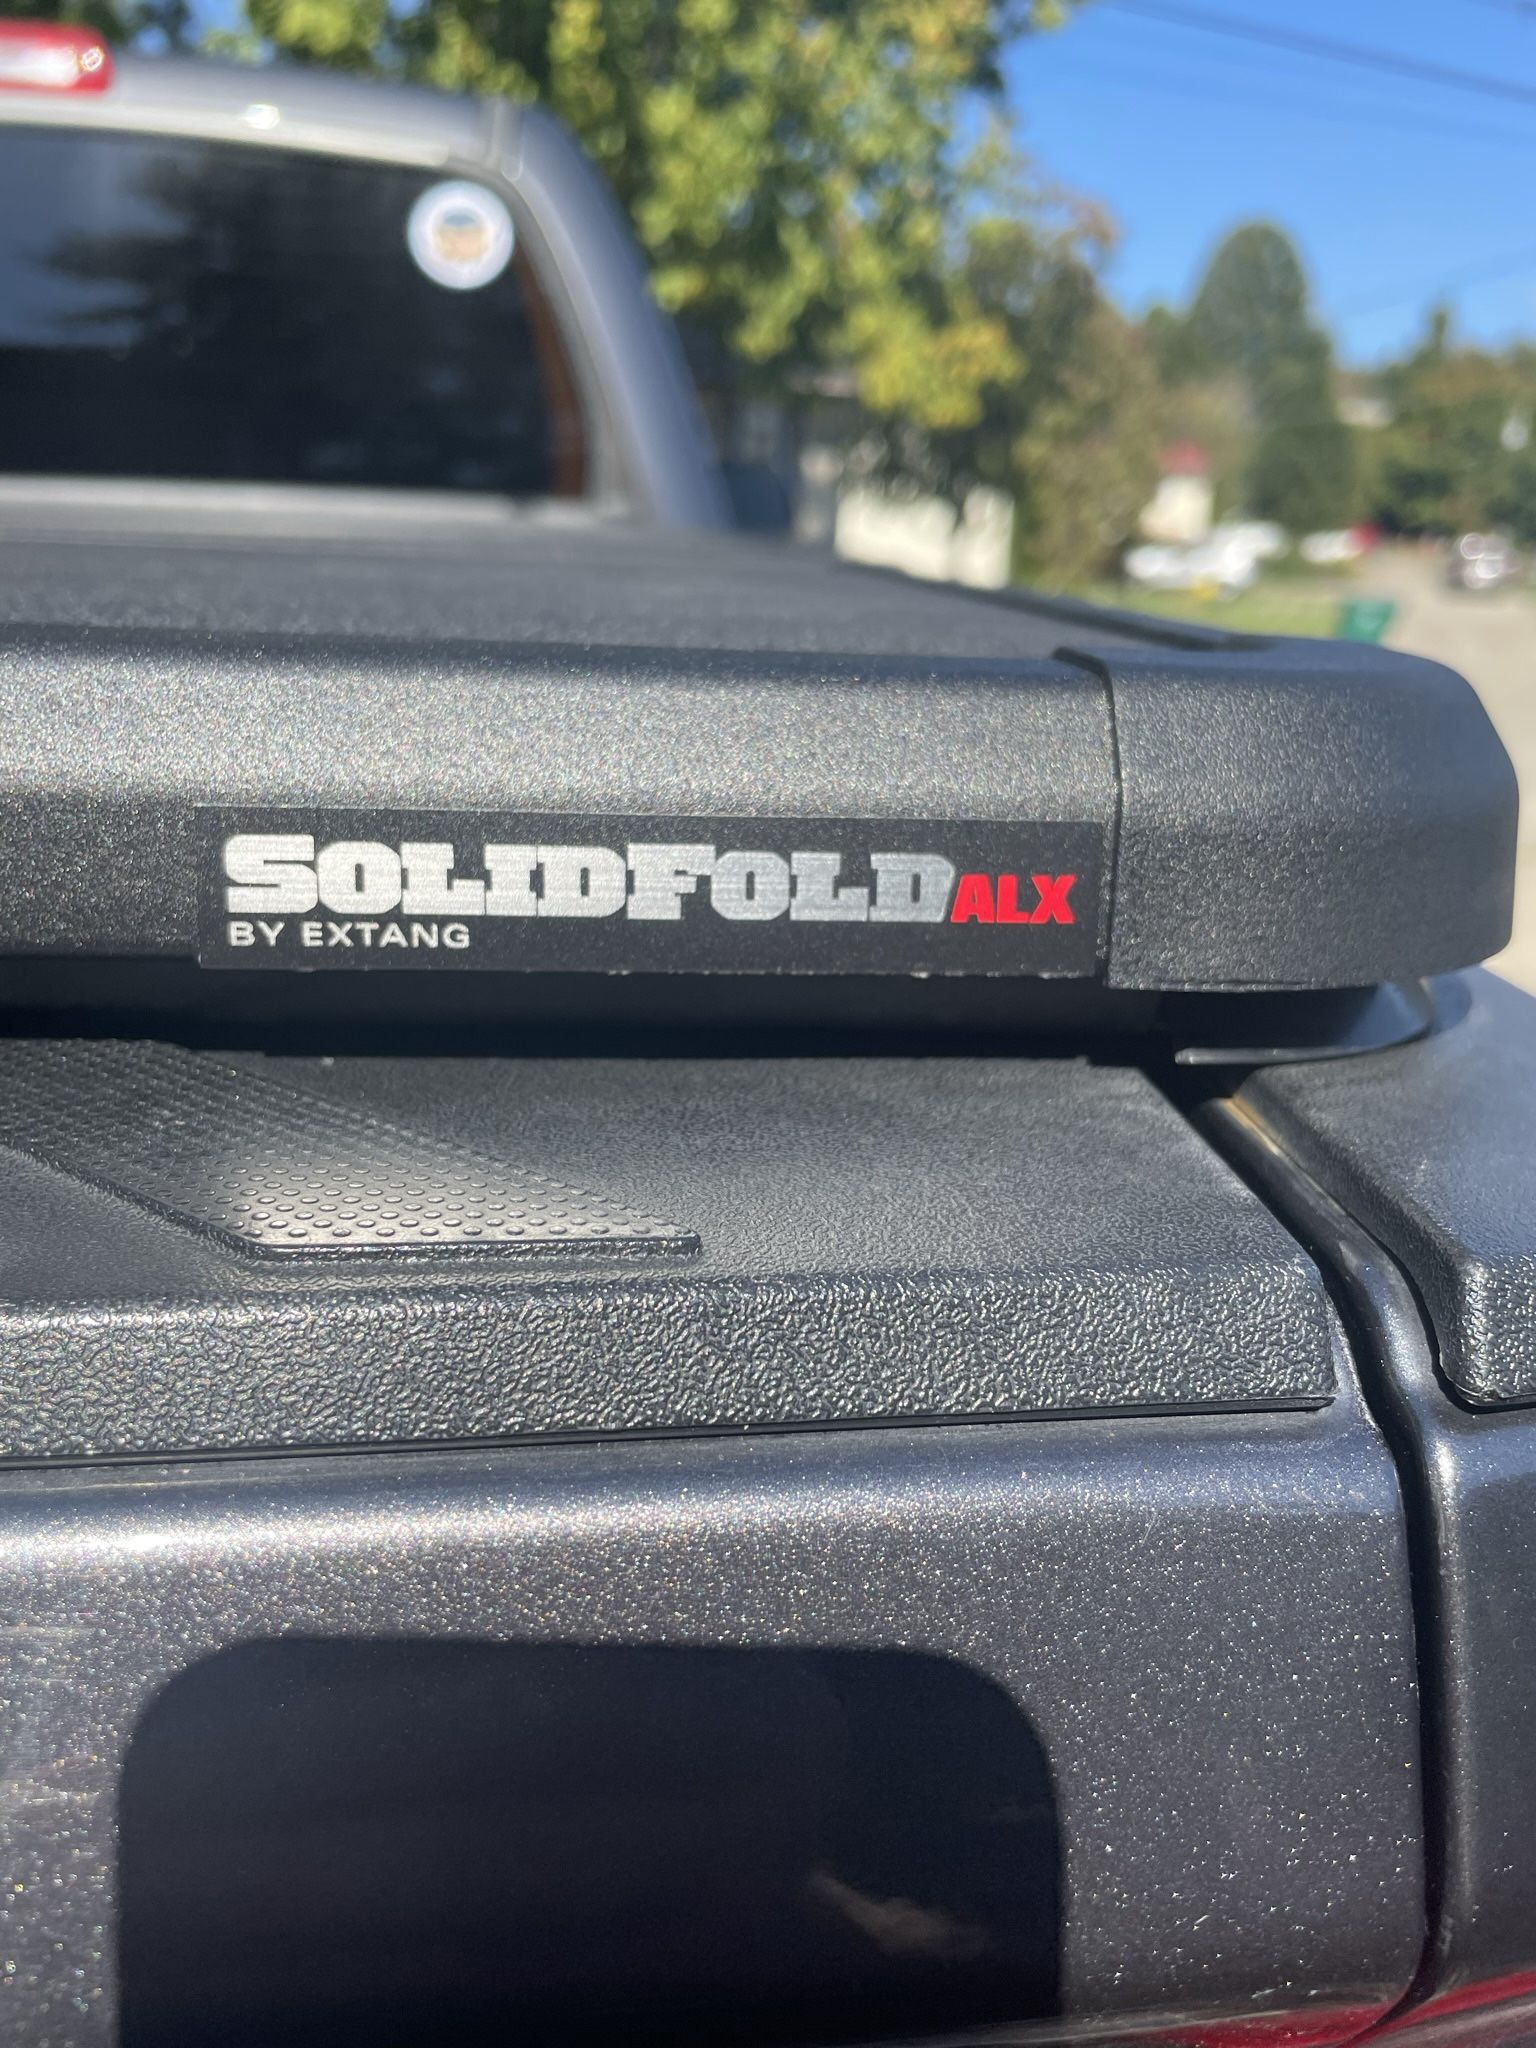 SOLIDFOLD ALX
BY EXTANG